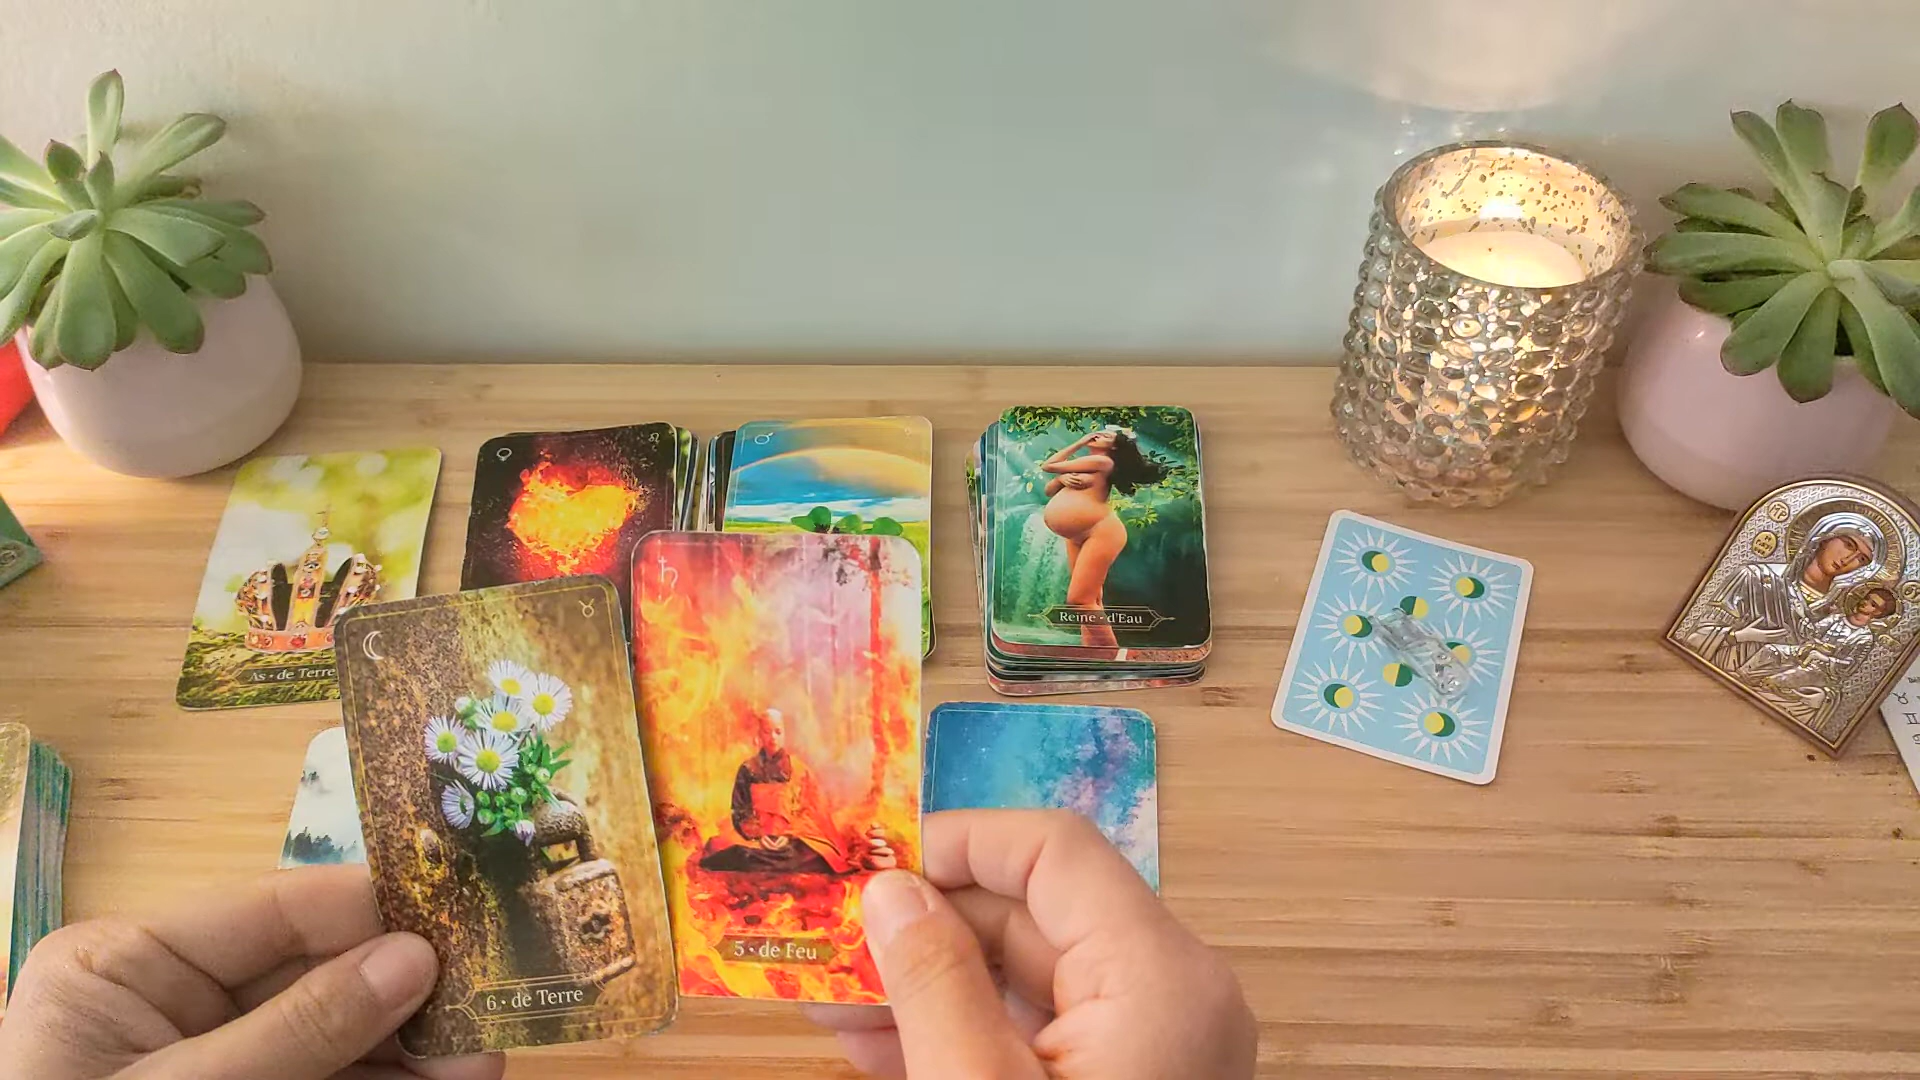 As • de Terre
Reine • d'Eau
6 • de Terre
5 • de Feu